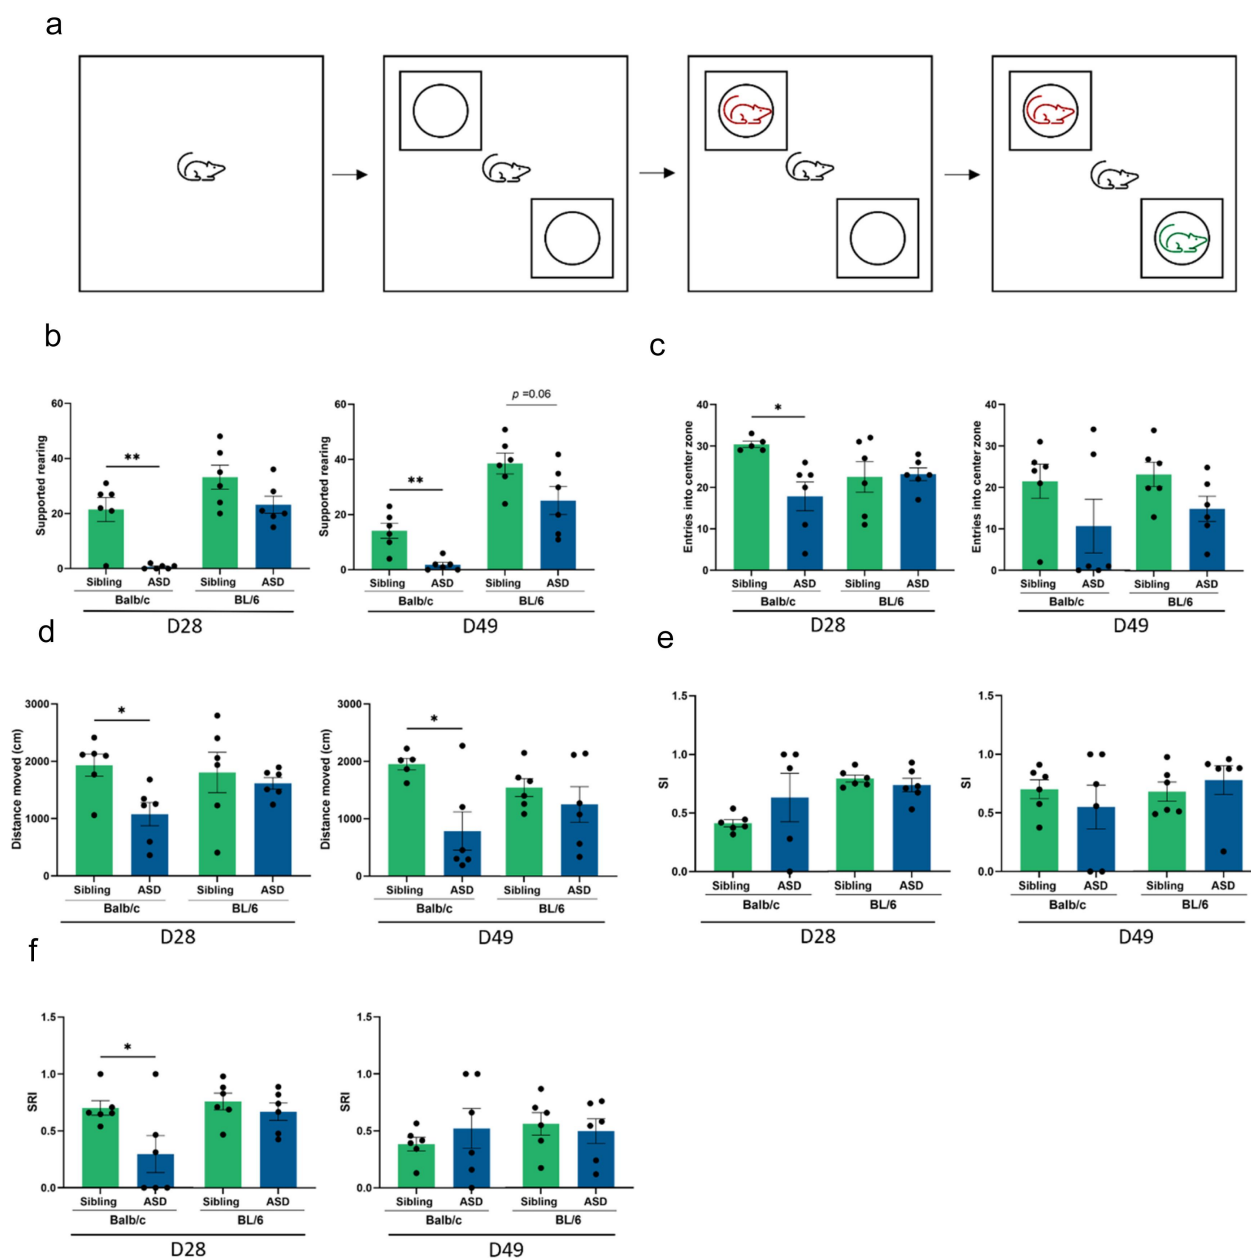 a
b
60
40
20
0
Supported rearing
**
Sibling ASD Sibling ASD
Balb/c BL/6
D28
60
40
20
0
Supported rearing
**
p =0.06
Sibling ASD Sibling ASD
Balb/c BL/6
D49
c
40
30
20
10
0
Entries into center zone
*
Sibling ASD Sibling ASD
Balb/c BL/6
D28
40
30
20
10
0
Entries into center zone
Sibling ASD Sibling ASD
Balb/c BL/6
D49
d
3000
2000
1000
0
Distance moved (cm)
*
Sibling ASD Sibling ASD
Balb/c BL/6
D28
3000
2000
1000
0
Distance moved (cm)
*
Sibling ASD Sibling ASD
Balb/c BL/6
D49
e
1.5
1.0
0.5
0.0
SI
Sibling ASD Sibling ASD
Balb/c BL/6
D28
1.5
1.0
0.5
0.0
SI
Sibling ASD Sibling ASD
Balb/c BL/6
D49
f
1.5
1.0
0.5
0.0
SRI
*
Sibling ASD Sibling ASD
Balb/c BL/6
D28
1.5
1.0
0.5
0.0
SRI
Sibling ASD Sibling ASD
Balb/c BL/6
D49